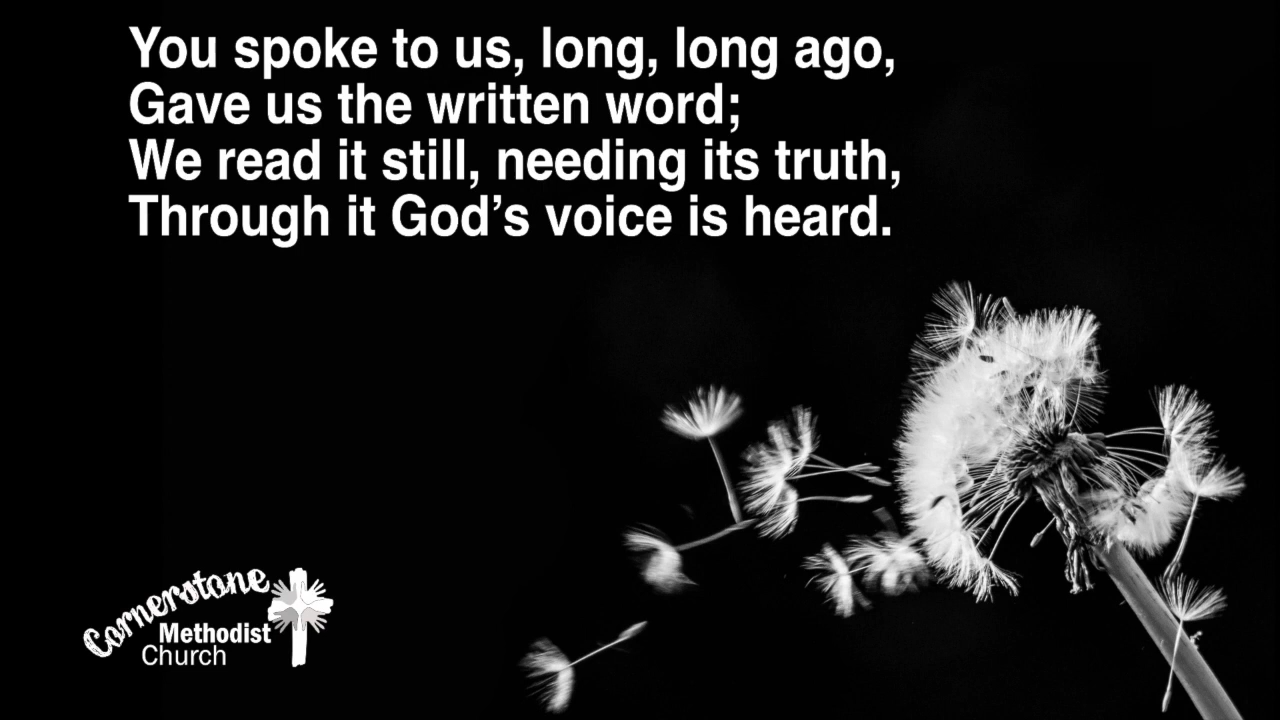 You spoke to us, long, long ago,
Gave us the written word;
We read it still, needing its truth,
Through it God’s voice is heard.
Cornerstone
Methodist
Church